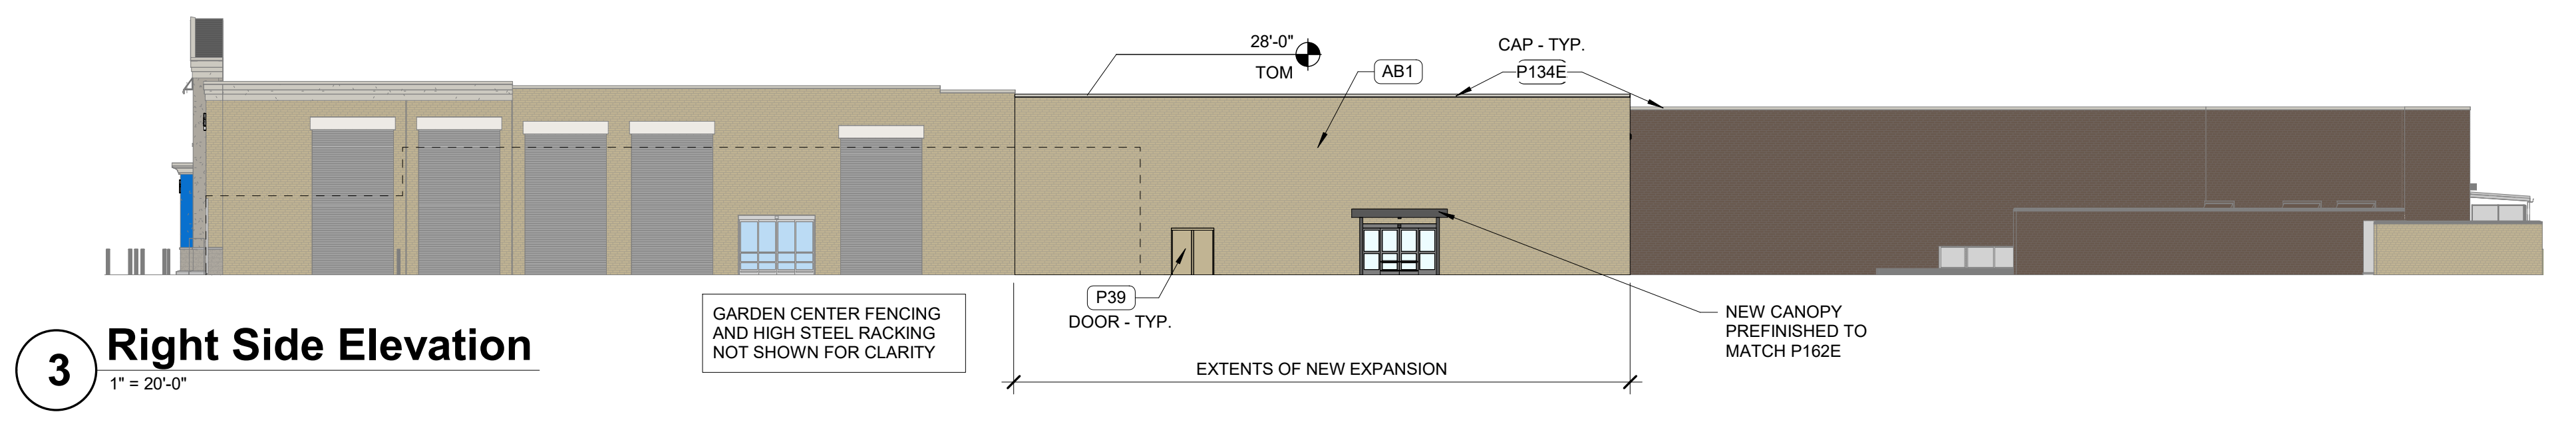 28'-0"
TOM
AB1
CAP - TYP.
P134E
P39
DOOR - TYP.
GARDEN CENTER FENCING
AND HIGH STEEL RACKING
NOT SHOWN FOR CLARITY
NEW CANOPY
PREFINISHED TO
MATCH P162E
EXTENTS OF NEW EXPANSION
3
Right Side Elevation
1" = 20'-0"